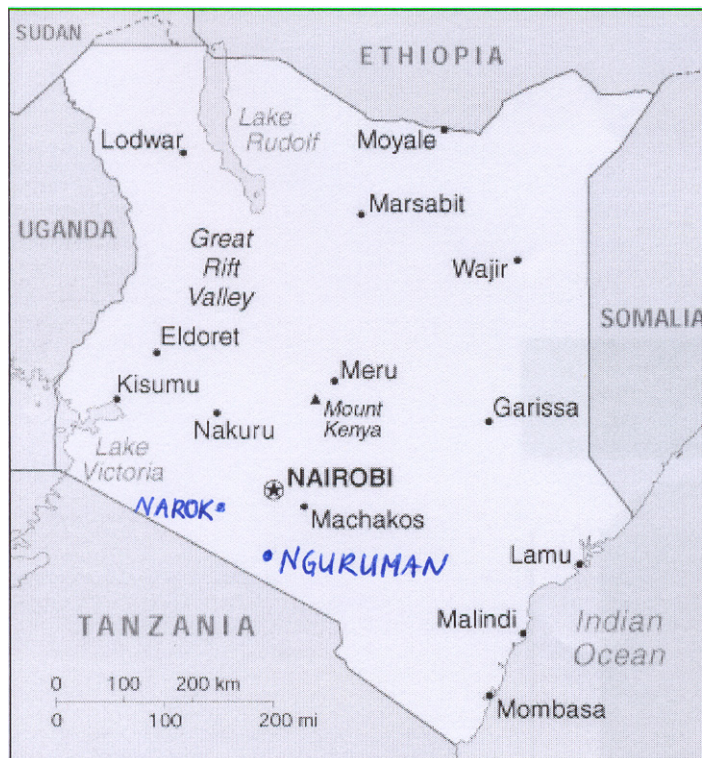 SUDAN
ETHIOPIA
Lake
Rudolf
Lodwar
Moyale
Marsabit
UGANDA
Great
Rift
Valley
Wajir
SOMALIA
Eldoret
Meru
Kisumu
Mount
Kenya
Garissa
Nakuru
Lake
Victoria
NAIROBI
NAROK
Machakos
NGURUMAN
Lamu
TANZANIA
Malindi
Indian
Ocean
0 100 200 km
0 100 200 mi
Mombasa